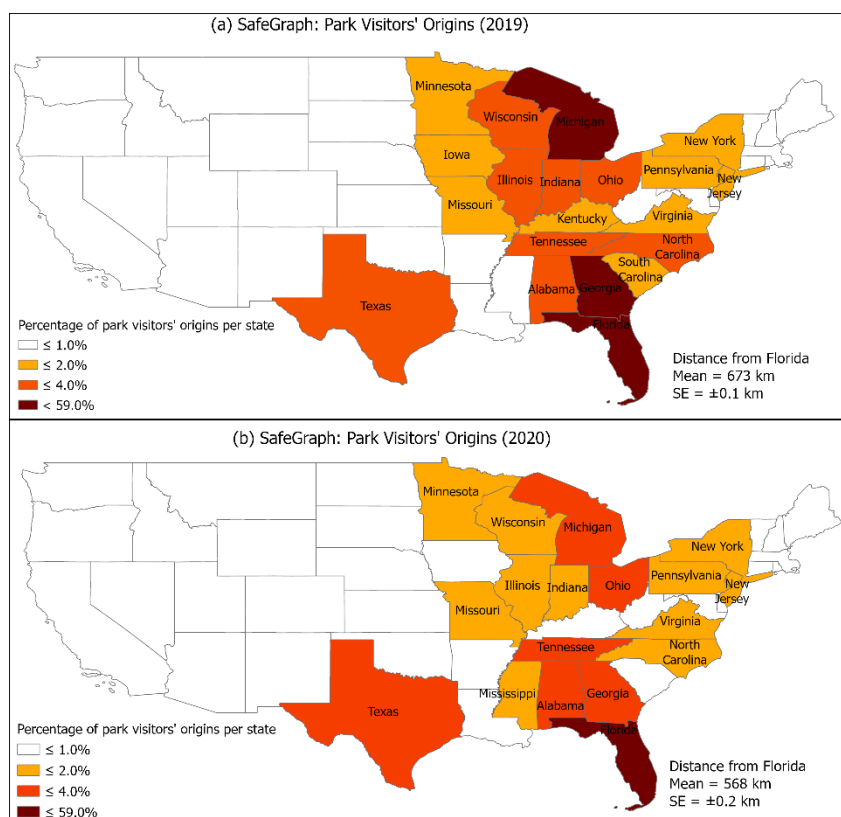 (a) SafeGraph: Park Visitors' Origins (2019)
Minnesota
Wisconsin
Michigan
New York
Iowa
Pennsylvania
New
Jersey
Illinois
Indiana
Ohio
Missouri
Kentucky
Virginia
Tennessee
North
Carolina
South
Carolina
Alabama
Georgia
Texas
Florida
Percentage of park visitors' origins per state
≤ 1.0%
≤ 2.0%
≤ 4.0%
< 59.0%
Distance from Florida
Mean = 673 km
SE = ±0.1 km
(b) SafeGraph: Park Visitors' Origins (2020)
Minnesota
Wisconsin
Michigan
New York
Pennsylvania
New
Jersey
Illinois
Indiana
Ohio
Missouri
Virginia
Tennessee
North
Carolina
Mississippi
Alabama
Georgia
Texas
Florida
Percentage of park visitors' origins per state
≤ 1.0%
≤ 2.0%
≤ 4.0%
≤ 59.0%
Distance from Florida
Mean = 568 km
SE = ±0.2 km